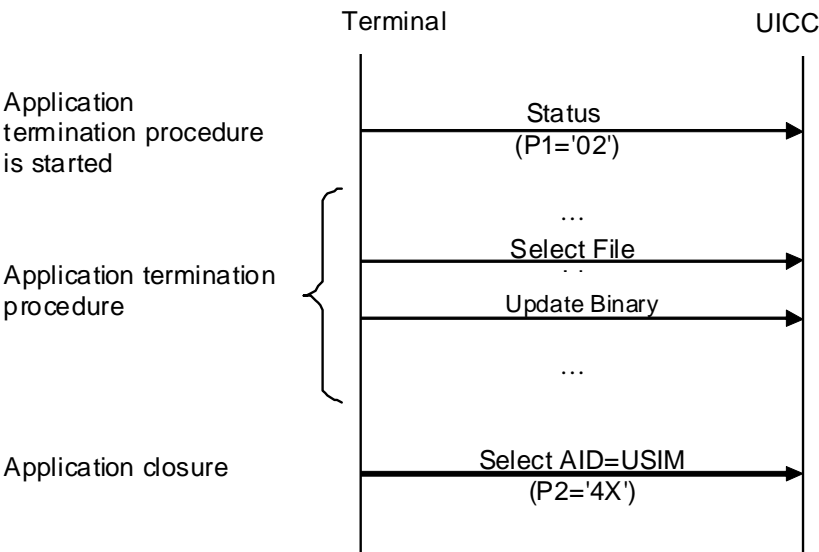 Terminal
UICC
Application
termination procedure
is started
Status
(P1='02')
...
Select File
. .
Application termination
procedure
Update Binary
...
Application closure
Select AID=USIM
(P2='4X')